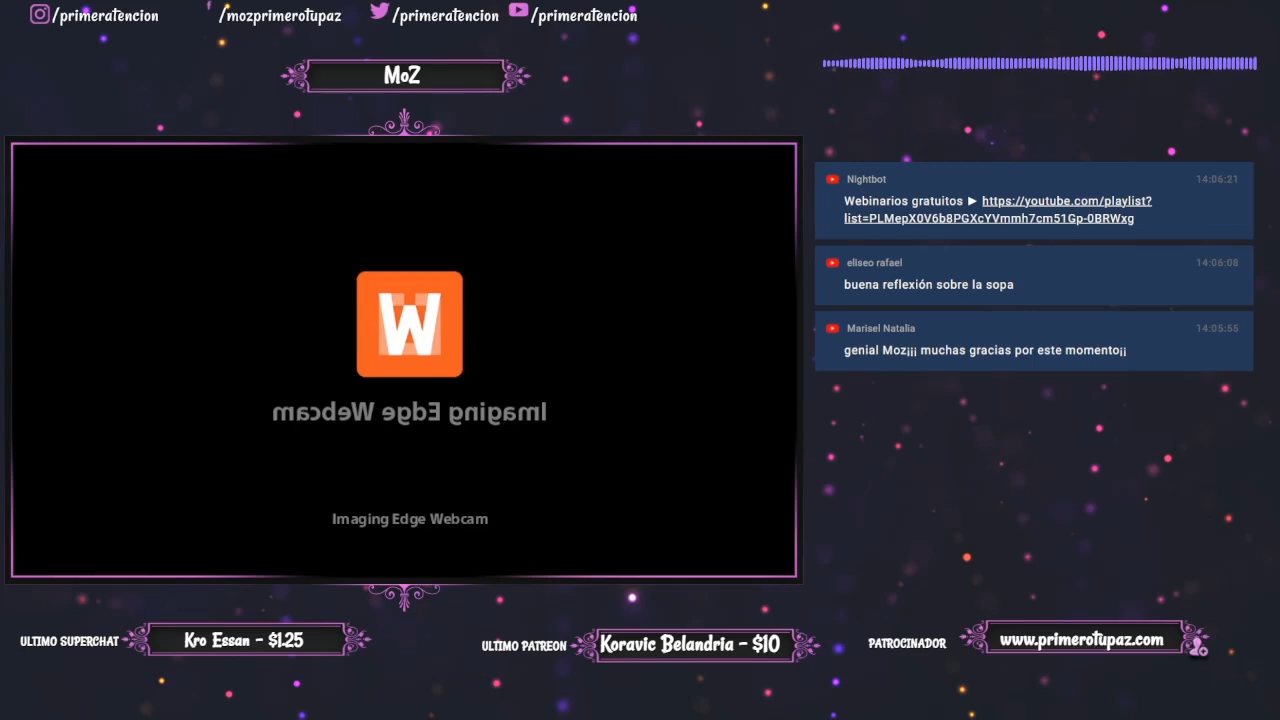 /primeratencion
/mozprimerotupaz
/primeratencion
/primeratencion
MoZ
W
Imaging Edge Webcam
Imaging Edge Webcam
Nightbot
14:06:21
Webinarios gratuitos ► https://youtube.com/playlist?
list=PLMepX0V6b8PGXcYVmmh7cm51Gp-0BRWxg
eliseo rafael
14:06:08
buena reflexión sobre la sopa
Marisel Natalia
14:05:55
genial Moz¡¡¡ muchas gracias por este momento¡¡
ULTIMO SUPERCHAT
Kro Essan - $1.25
ULTIMO PATREON
Koravic Belandria - $10
PATROCINADOR
www.primerotupaz.com